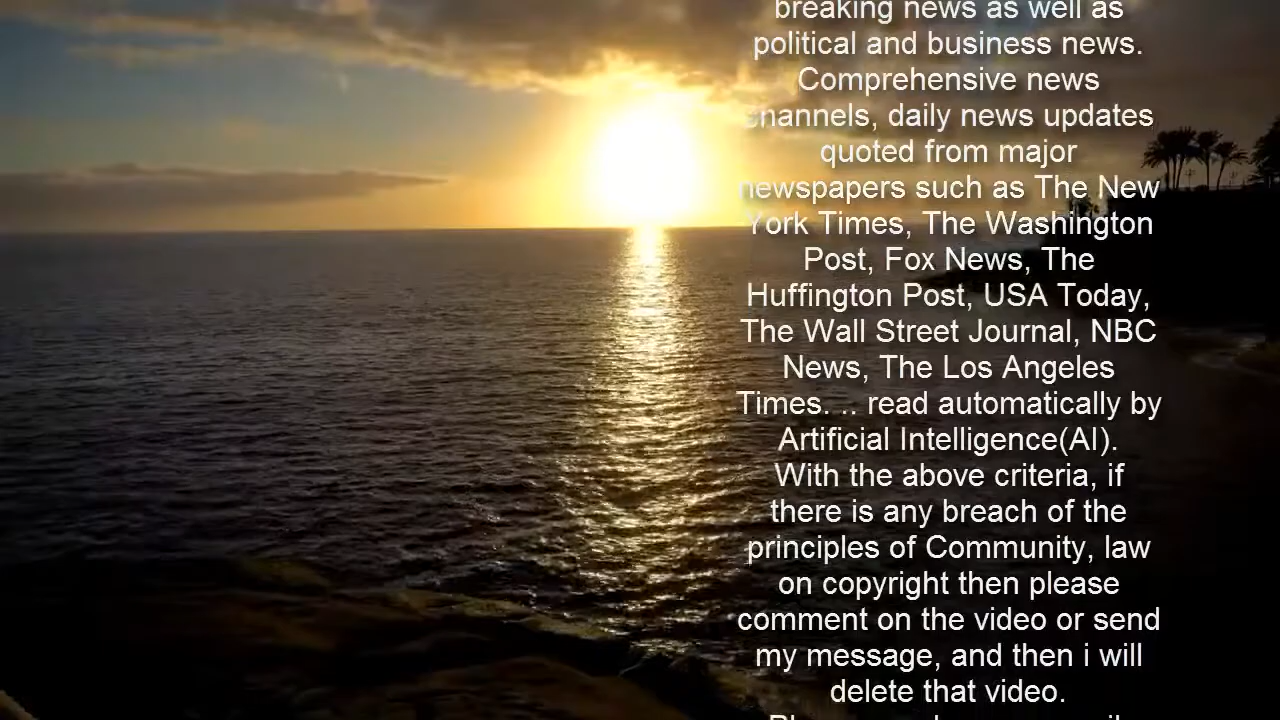 breaking news as well as
political and business news.
Comprehensive news
channels, daily news updates
quoted from major
newspapers such as The New
York Times, The Washington
Post, Fox News, The
Huffington Post, USA Today,
The Wall Street Journal, NBC
News, The Los Angeles
Times. .. read automatically by
Artificial Intelligence(AI).
With the above criteria, if
there is any breach of the
principles of Community, law
on copyright then please
comment on the video or send
my message, and then i will
delete that video.